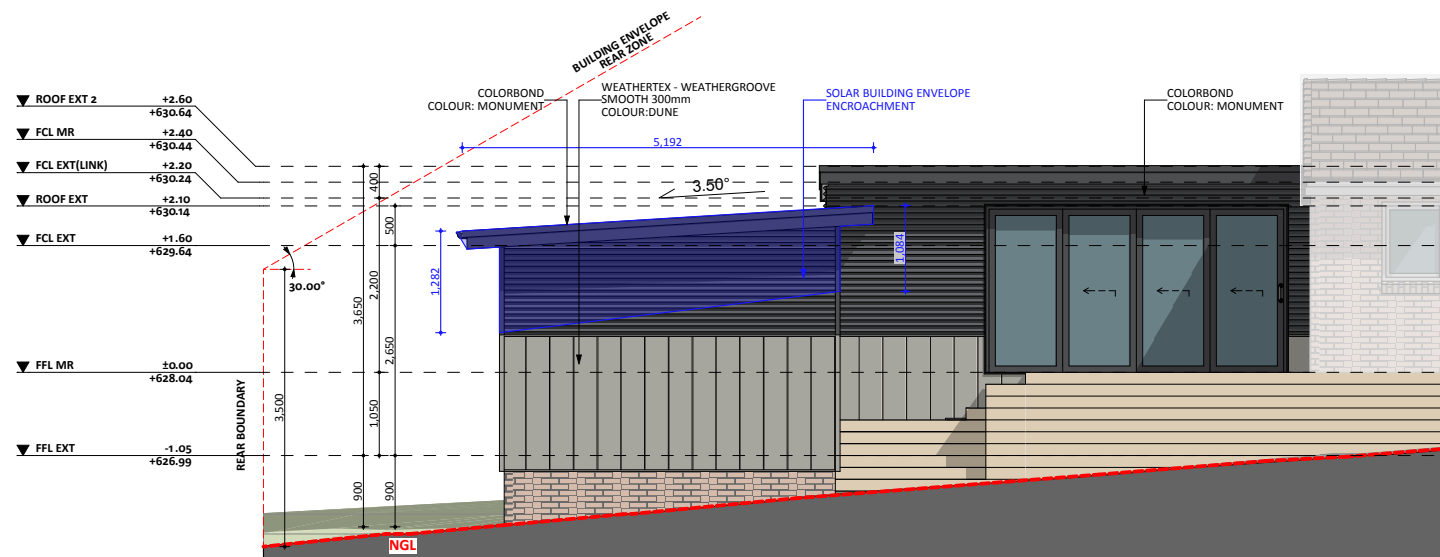 BUILDING ENVELOPE
REAR ZONE
ROOF EXT 2 +2.60
+630.64
FCL MR +2.40
+630.44
FCL EXT(LINK) +2.20
+630.24
ROOF EXT +2.10
+630.14
FCL EXT +1.60
+629.64
FFL MR ±0.00
+628.04
FFL EXT -1.05
+626.99
COLORBOND
COLOUR: MONUMENT
WEATHERTEX - WEATHERGROOVE
SMOOTH 300mm
COLOUR:DUNE
SOLAR BUILDING ENVELOPE
ENCROACHMENT
COLORBOND
COLOUR: MONUMENT
5,192
3.50°
400
500
30.00°
1,282
1,084
2,200
3,650
2,650
3,500
1,050
REAR BOUNDARY
900
900
NGL